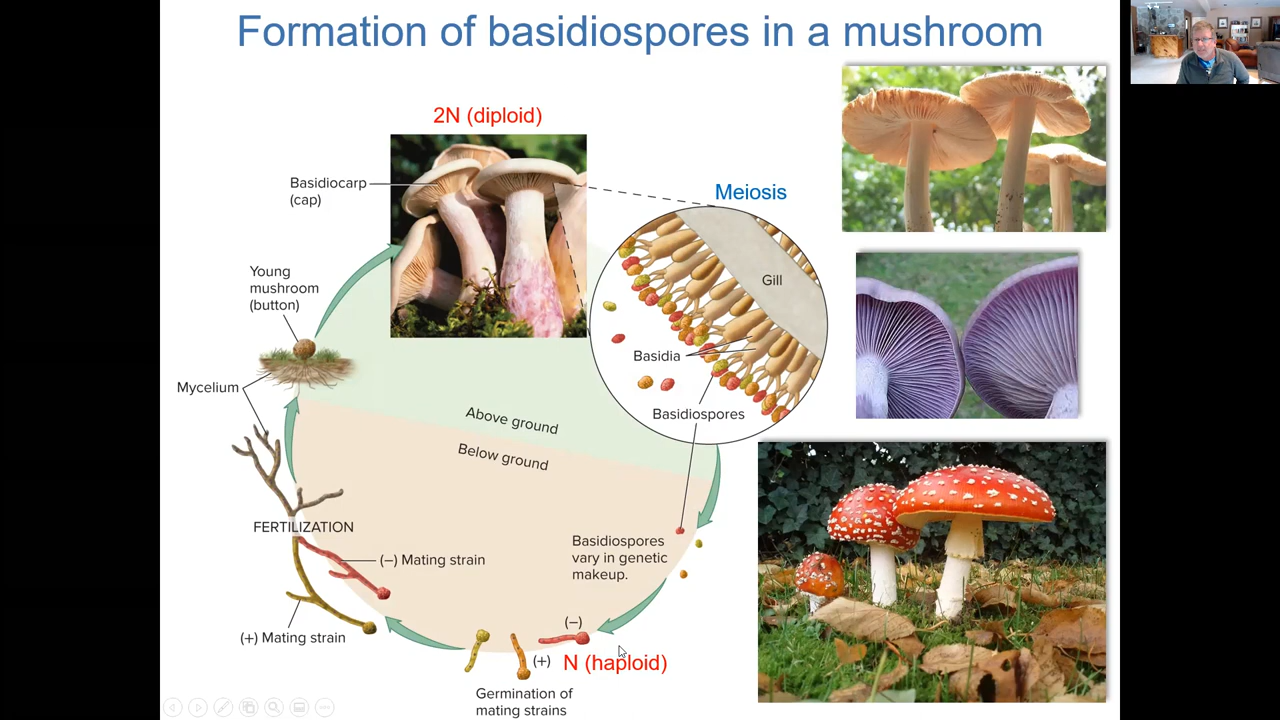 Formation of basidiospores in a mushroom
2N (diploid)
Basidiocarp
(cap)
Meiosis
Gill
Young
mushroom
(button)
Basidia
Mycelium
Basidiospores
Above ground
Below ground
FERTILIZATION
(−) Mating strain
Basidiospores
vary in genetic
makeup.
(+) Mating strain
(−)
(+)
N (haploid)
Germination of
mating strains